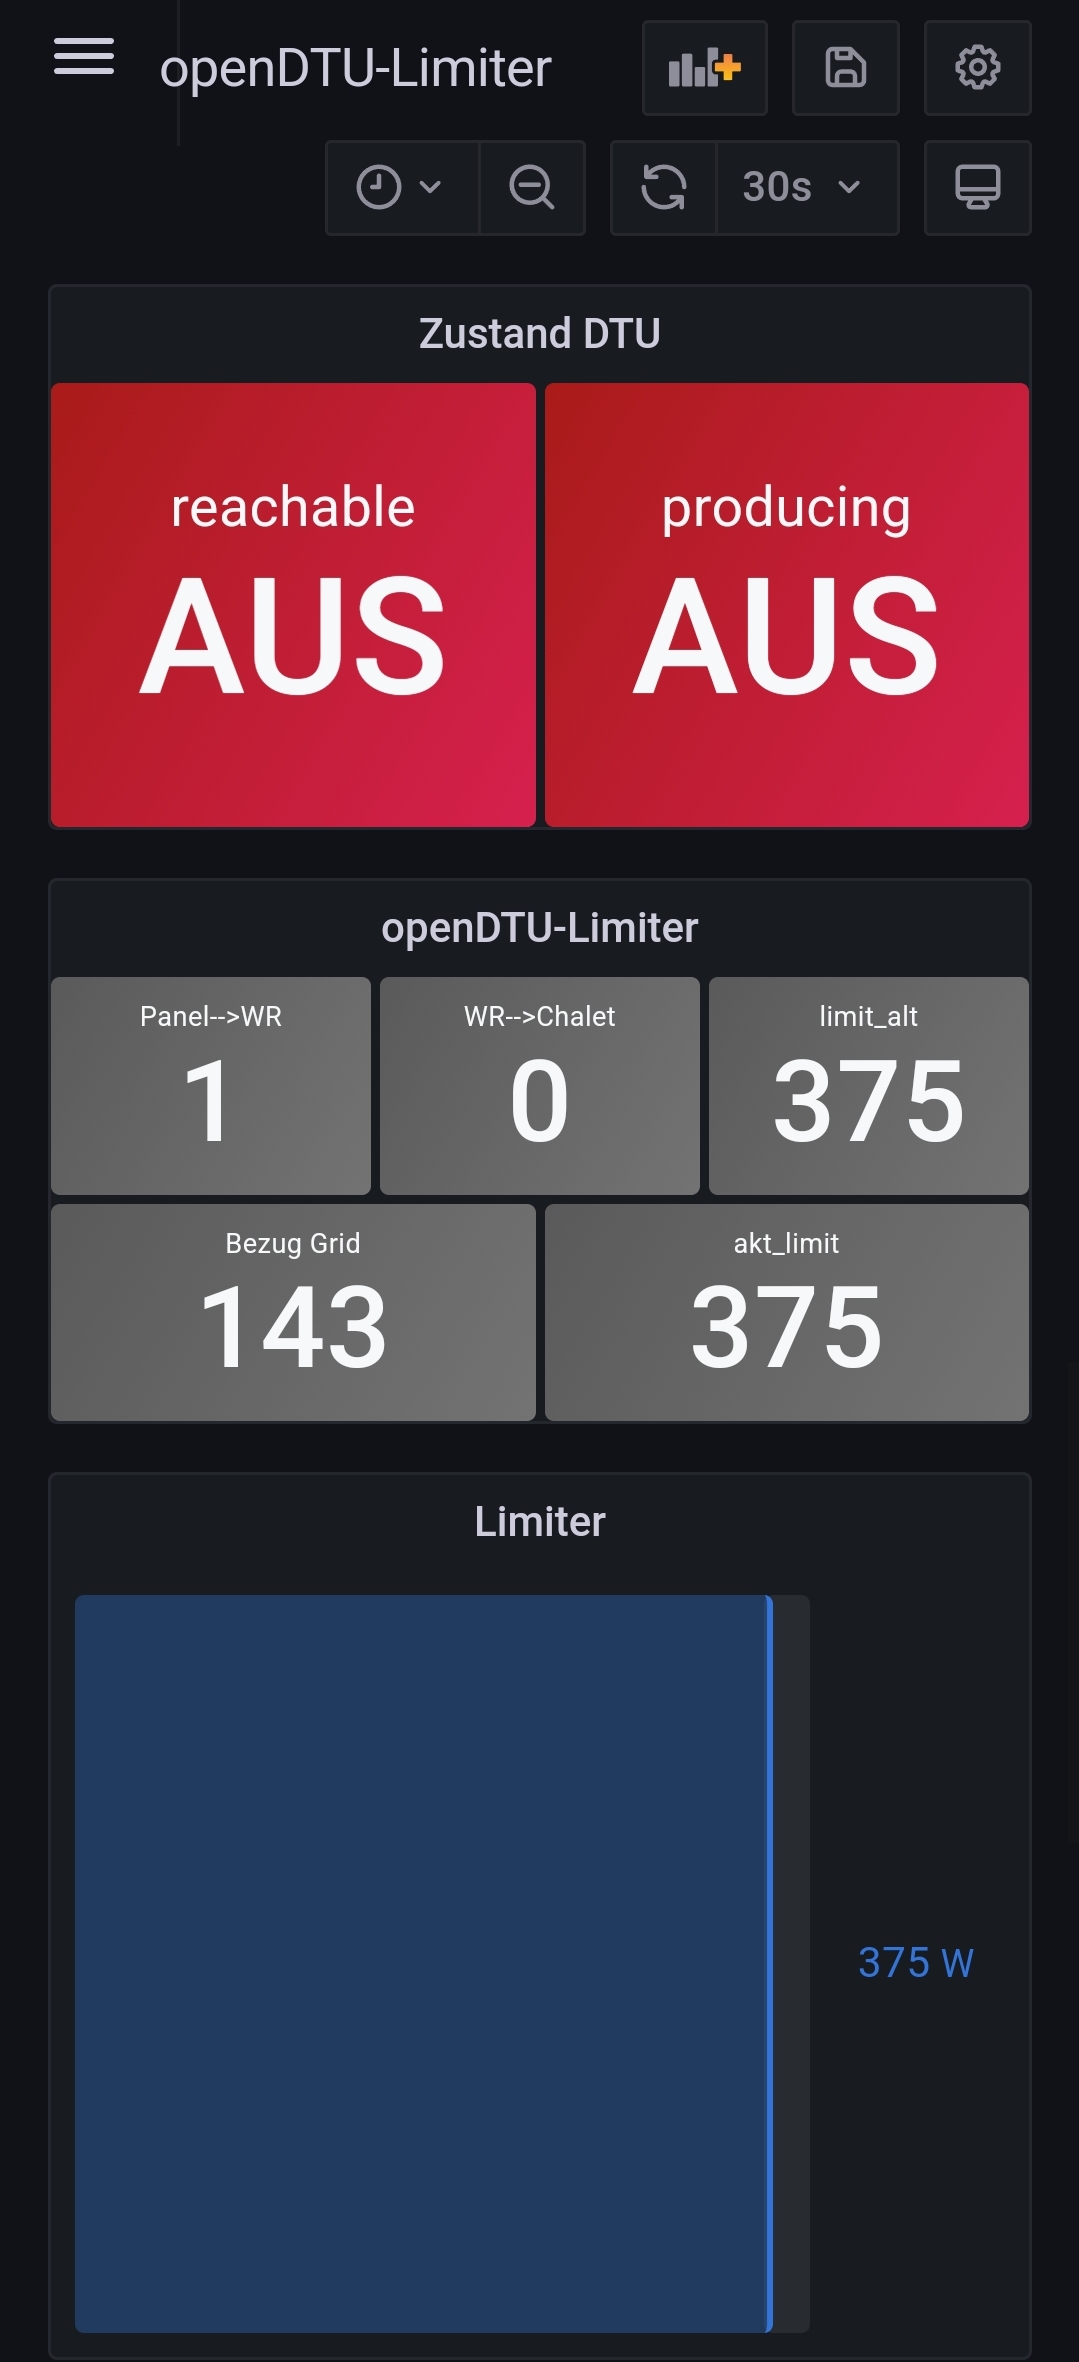 openDTU-Limiter
30s
Zustand DTU
reachable
AUS
producing
AUS
openDTU-Limiter
Panel-->WR
1
WR-->Chalet
0
limit_alt
375
Bezug Grid
143
akt_limit
375
Limiter
375 W